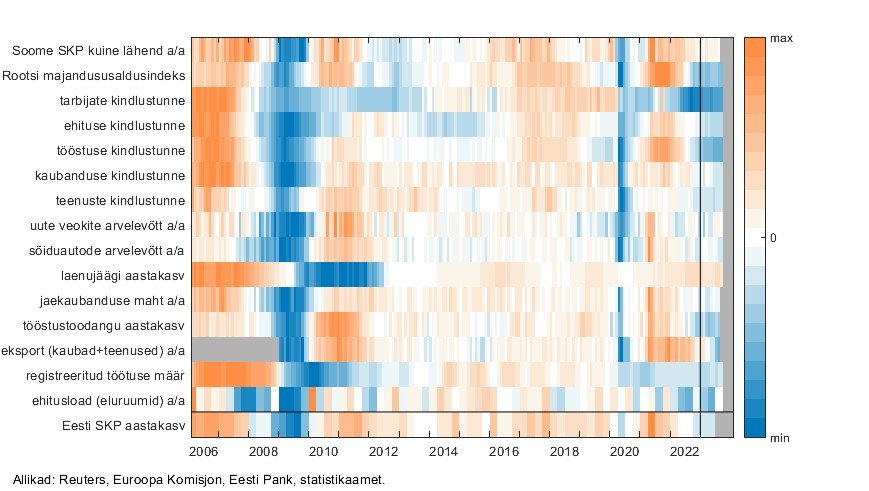 Soome SKP kuine lähend a/a
Rootsi majandususaldusindeks
tarbijate kindlustunne
ehituse kindlustunne
tööstuse kindlustunne
kaubanduse kindlustunne
teenuste kindlustunne
uute veokite arvelevõtt a/a
sõiduautode arvelevõtt a/a
laenujäägi aastakasv
jaekaubanduse maht a/a
tööstustoodangu aastakasv
eksport (kaubad+teenused) a/a
registreeritud töötuse määr
ehitusload (eluruumid) a/a
Eesti SKP aastakasv
max
0
min
2006 2008 2010 2012 2014 2016 2018 2020 2022
Allikad: Reuters, Euroopa Komisjon, Eesti Pank, statistikaamet.